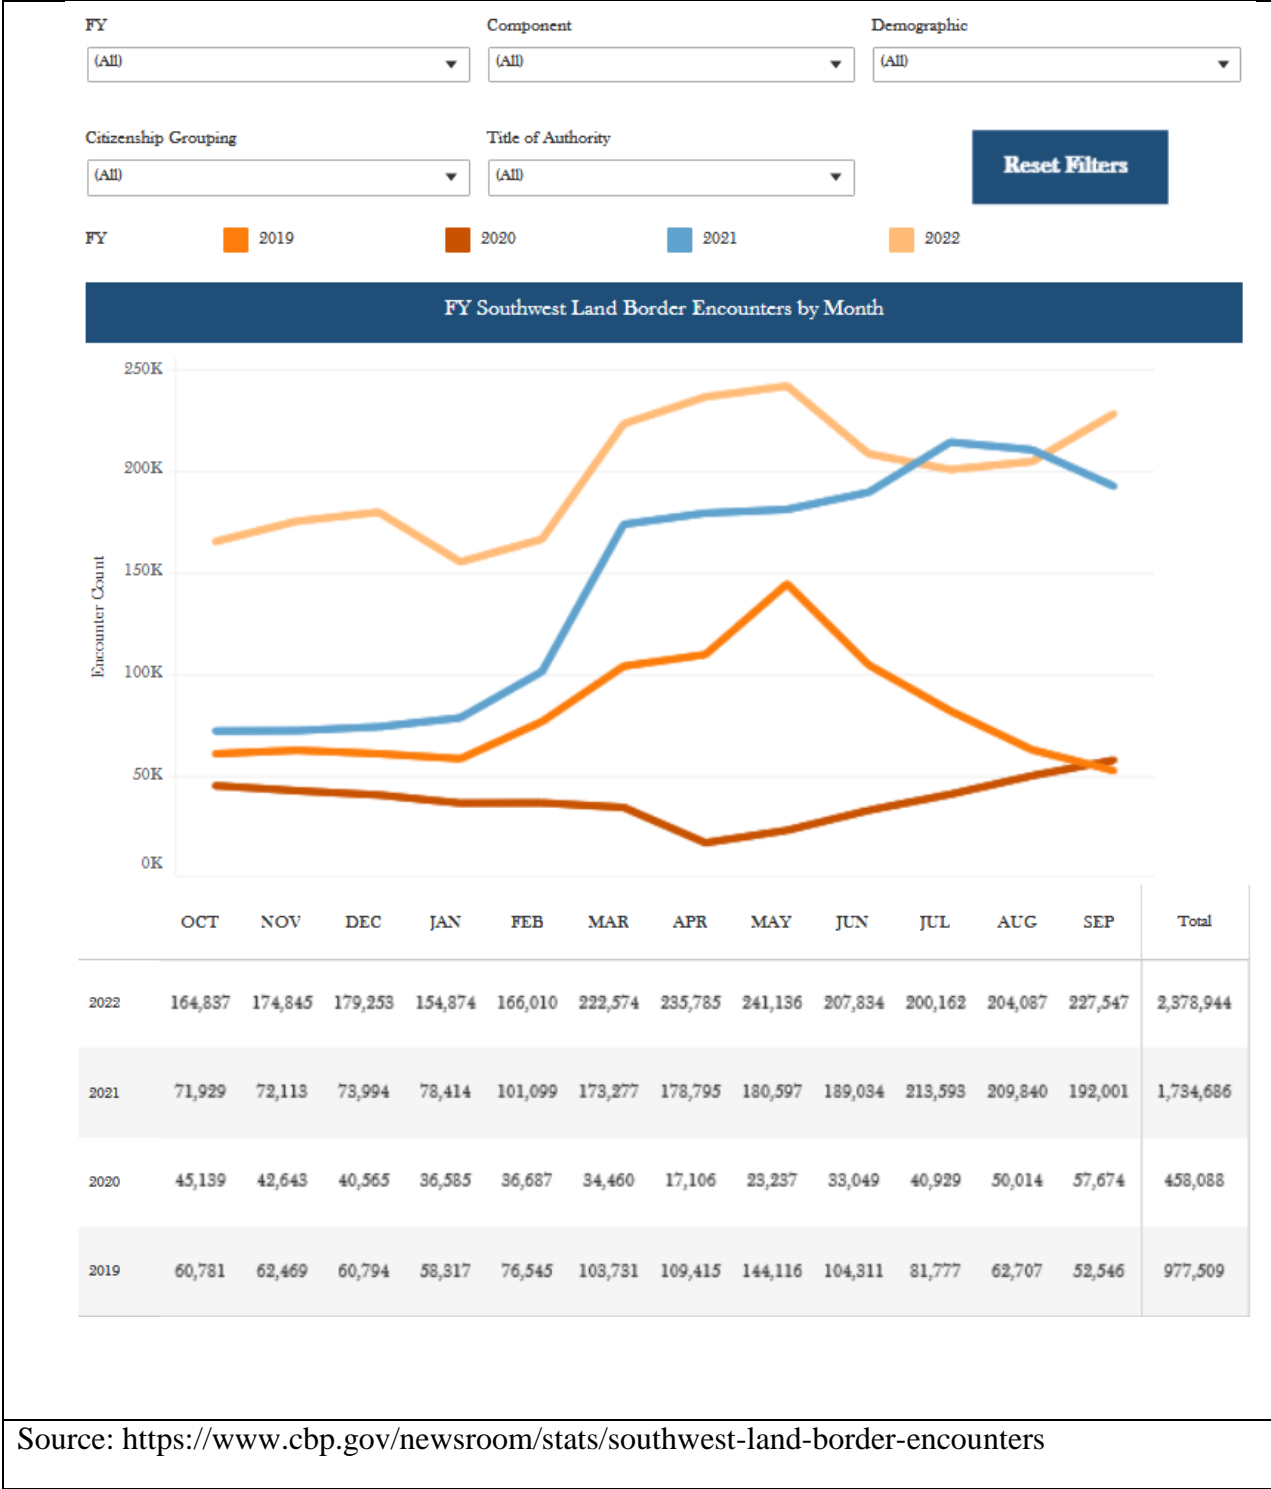 FY Component Demographic
(All) (All) (All)
Citizenship Grouping Title of Authority
(All) (All) Reset Filters
FY 2019 2020 2021 2022
FY Southwest Land Border Encounters by Month
250K
200K
150K
100K
50K
0K
Encounter Count
OCT NOV DEC JAN FEB MAR APR MAY JUN JUL AUG SEP Total
2022 164,837 174,845 179,253 154,874 166,010 222,574 235,785 241,136 207,834 200,162 204,087 227,547 2,378,944
2021 71,929 72,113 73,994 78,414 101,099 173,277 178,795 180,597 189,034 213,593 209,840 192,001 1,734,686
2020 45,139 42,643 40,565 36,585 36,687 34,460 17,106 23,237 33,049 40,929 50,014 57,674 458,088
2019 60,781 62,469 60,794 58,317 76,545 103,731 109,415 144,116 104,311 81,777 62,707 52,546 977,509
Source: https://www.cbp.gov/newsroom/stats/southwest-land-border-encounters